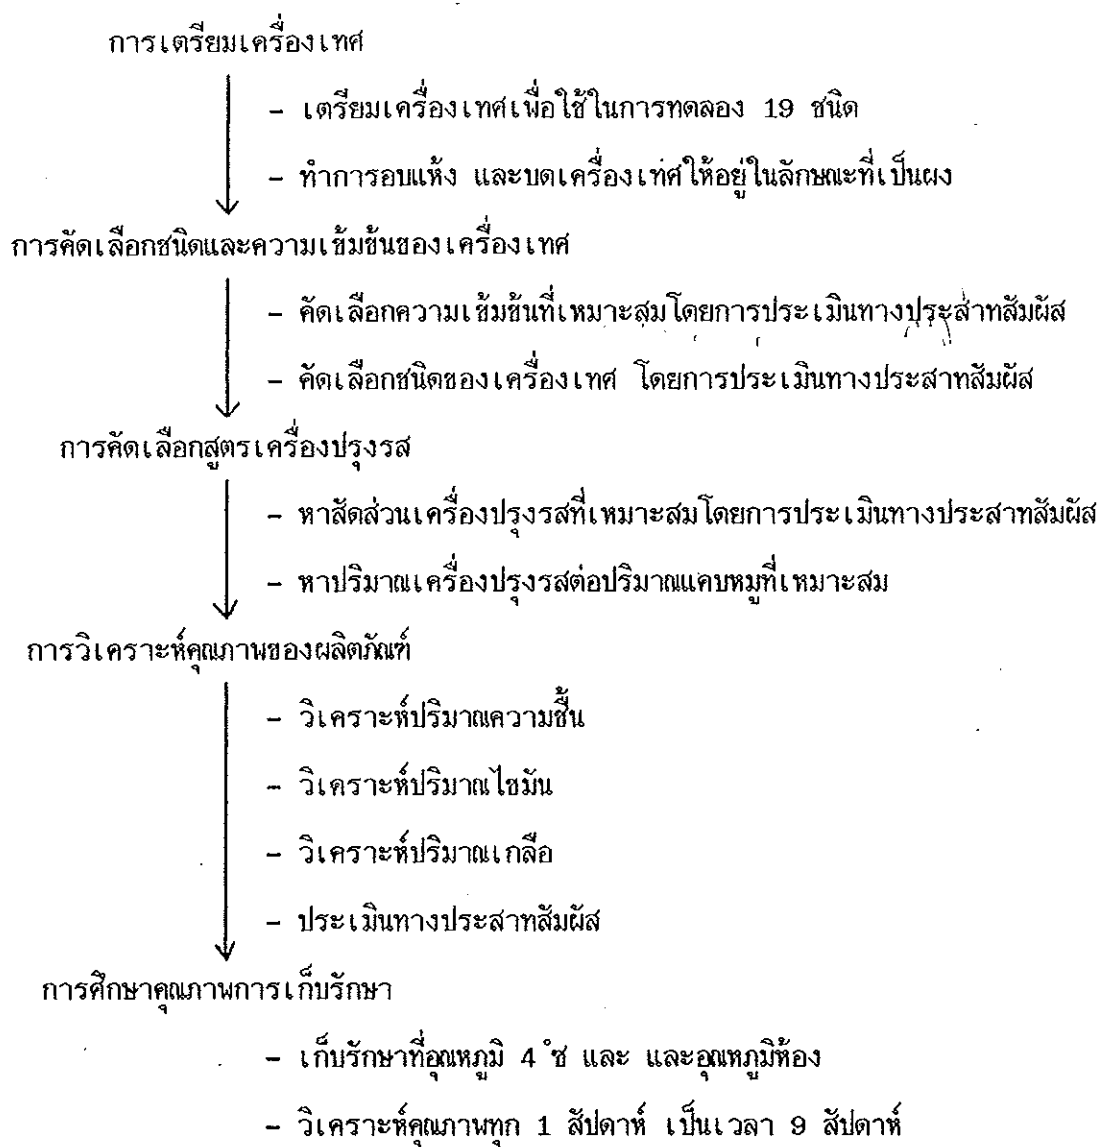 การเตรียมเครื่องเทศ
- เตรียมเครื่องเทศเพื่อใช้ในการทดลอง 19 ชนิด
- ทำการอบแห้ง และบดเครื่องเทศให้อยู่ในลักษณะที่เป็นผง
การคัดเลือกชนิดและความเข้มข้นของเครื่องเทศ
- คัดเลือกความเข้มข้นที่เหมาะสมโดยการประเมินทางประสาทสัมผัส
- คัดเลือกชนิดของเครื่องเทศ โดยการประเมินทางประสาทสัมผัส
การคัดเลือกสูตรเครื่องปรุงรส
- หาสัดส่วนเครื่องปรุงรสที่เหมาะสมโดยการประเมินทางประสาทสัมผัส
- หาปริมาณเครื่องปรุงรสต่อปริมาณแคบหมูที่เหมาะสม
การวิเคราะห์คุณภาพของผลิตภัณฑ์
- วิเคราะห์ปริมาณความชื้น
- วิเคราะห์ปริมาณไขมัน
- วิเคราะห์ปริมาณเกลือ
- ประเมินทางประสาทสัมผัส
การศึกษาคุณภาพการเก็บรักษา
- เก็บรักษาที่อุณหภูมิ 4 °ซ และ และอุณหภูมิห้อง
- วิเคราะห์คุณภาพทุก 1 สัปดาห์ เป็นเวลา 9 สัปดาห์